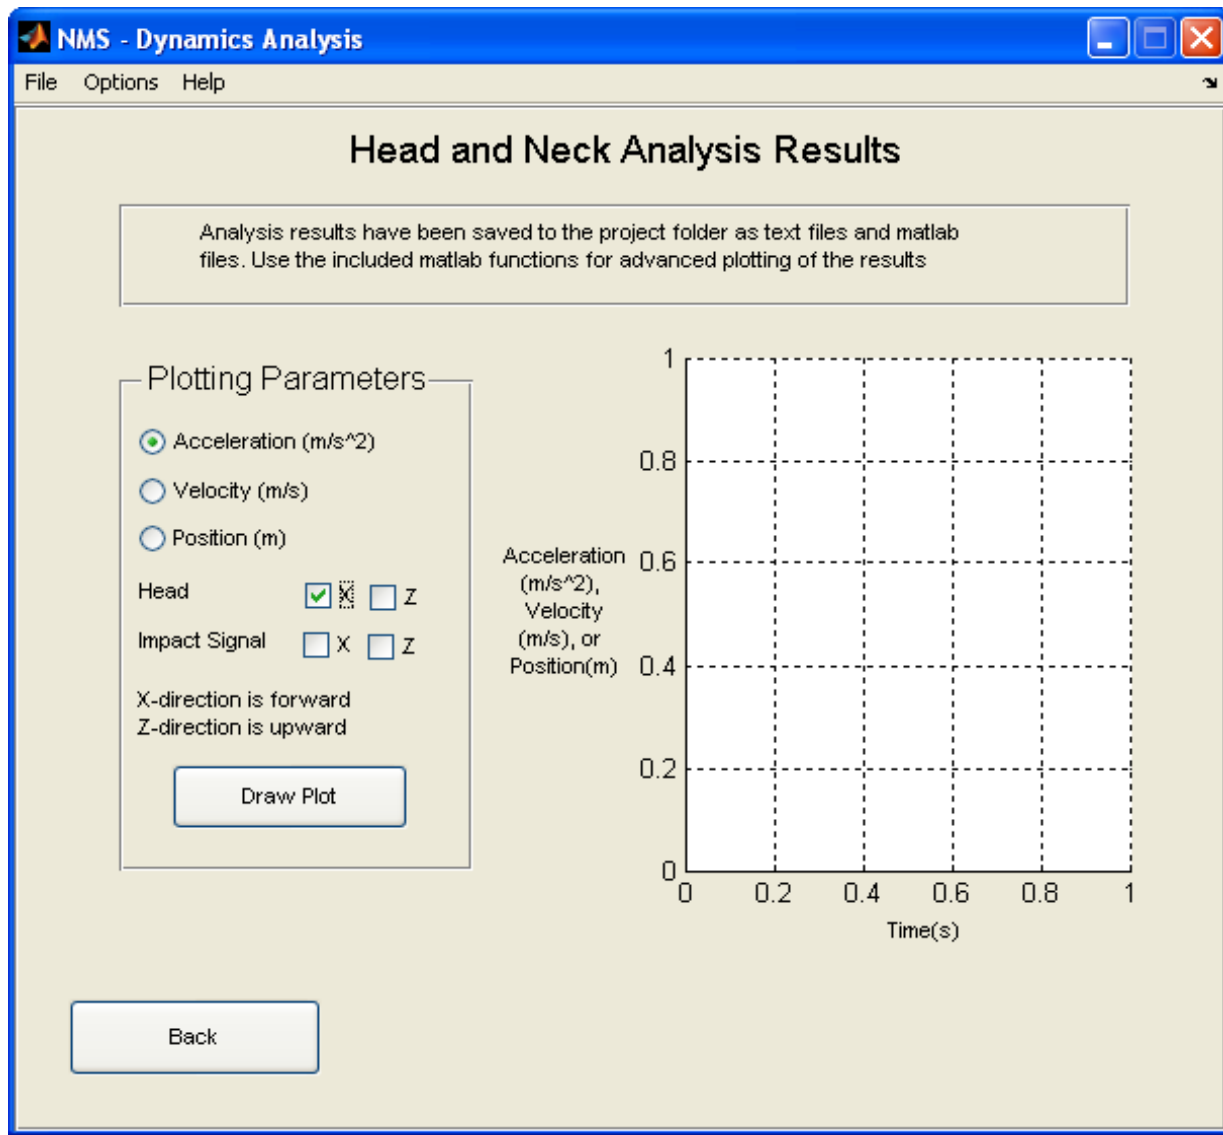 NMS - Dynamics Analysis
File Options Help
Head and Neck Analysis Results
Analysis results have been saved to the project folder as text files and matlab
files. Use the included matlab functions for advanced plotting of the results
Plotting Parameters
Acceleration (m/s^2)
Velocity (m/s)
Position (m)
Head X Z
Impact Signal X Z
X-direction is forward
Z-direction is upward
Draw Plot
Acceleration
(m/s^2),
Velocity
(m/s), or
Position(m)
1
0.8
0.6
0.4
0.2
0
0 0.2 0.4 0.6 0.8 1
Time(s)
Back